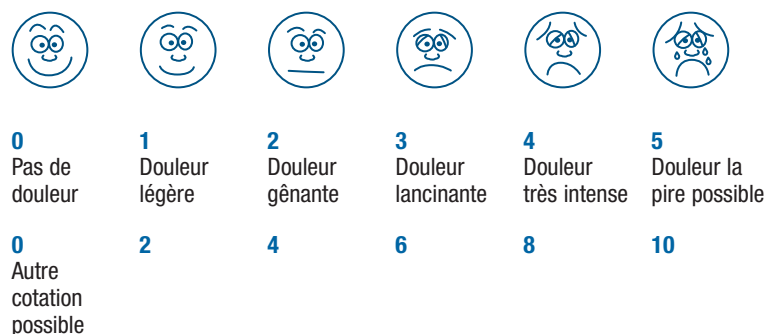 0 1 2 3 4 5
Pas de Douleur Douleur Douleur Douleur Douleur la
douleur légère gênante lancinante très intense pire possible
0 2 4 6 8 10
Autre
cotation
possible